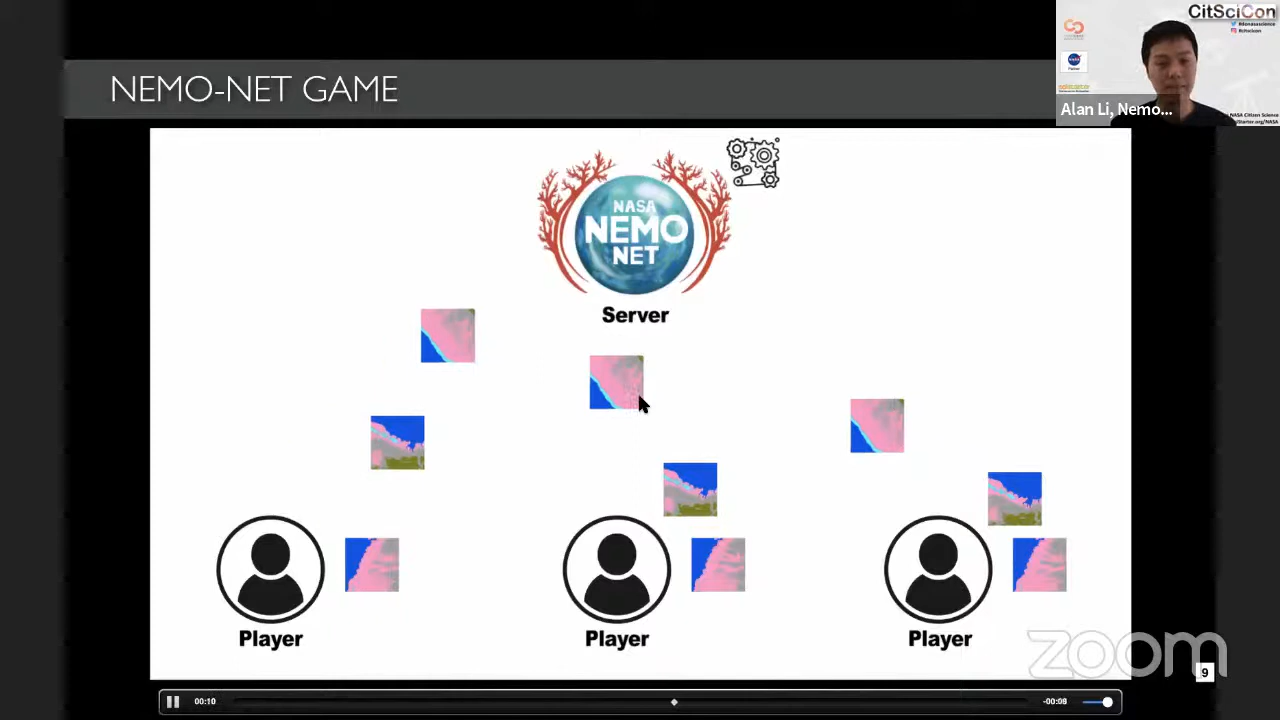 CitSciCon
NEMO-NET GAME
Alan Li, Nemo...
NASA
NEMO
NET
Server
Player
Player
Player
zoom
9
00:10
-00:09